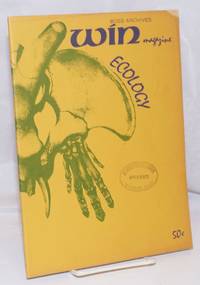 BOSS ARCHIVES
win
magazine
ECOLOGY
50¢